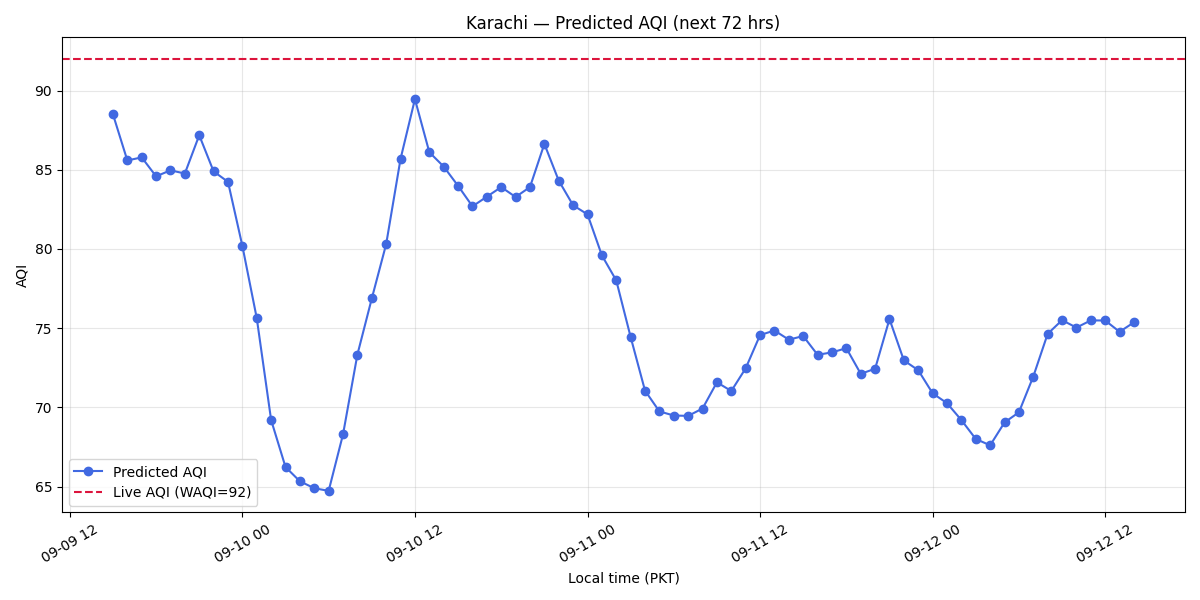 Karachi — Predicted AQI (next 72 hrs)
AQI
90
85
80
75
70
65
Predicted AQI
Live AQI (WAQI=92)
09-09 12
09-10 00
09-10 12
09-11 00
09-11 12
09-12 00
09-12 12
Local time (PKT)